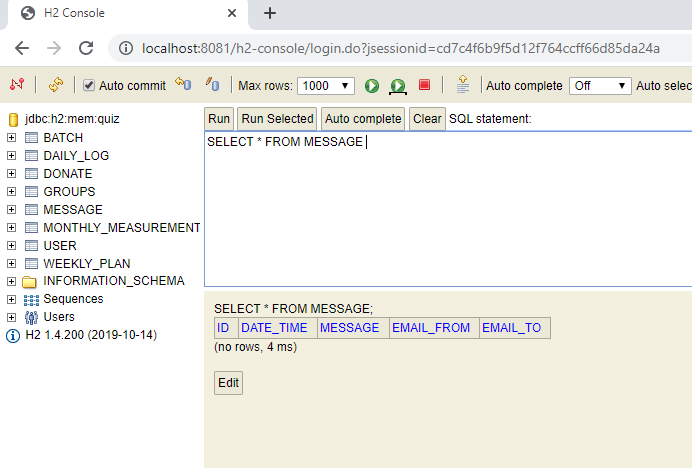 H2 Console
localhost:8081/h2-console/login.do?jsessionid=cd7c4f6b9f5d12f764ccff66d85da24a
Auto commit Max rows: 1000 Auto complete Off Auto selec
jdbc:h2:mem:quiz
BATCH
DAILY_LOG
DONATE
GROUPS
MESSAGE
MONTHLY_MEASUREMENT
USER
WEEKLY_PLAN
INFORMATION_SCHEMA
Sequences
Users
H2 1.4.200 (2019-10-14)
Run Run Selected Auto complete Clear SQL statement:
SELECT * FROM MESSAGE
SELECT * FROM MESSAGE;
ID DATE_TIME MESSAGE EMAIL_FROM EMAIL_TO
(no rows, 4 ms)
Edit